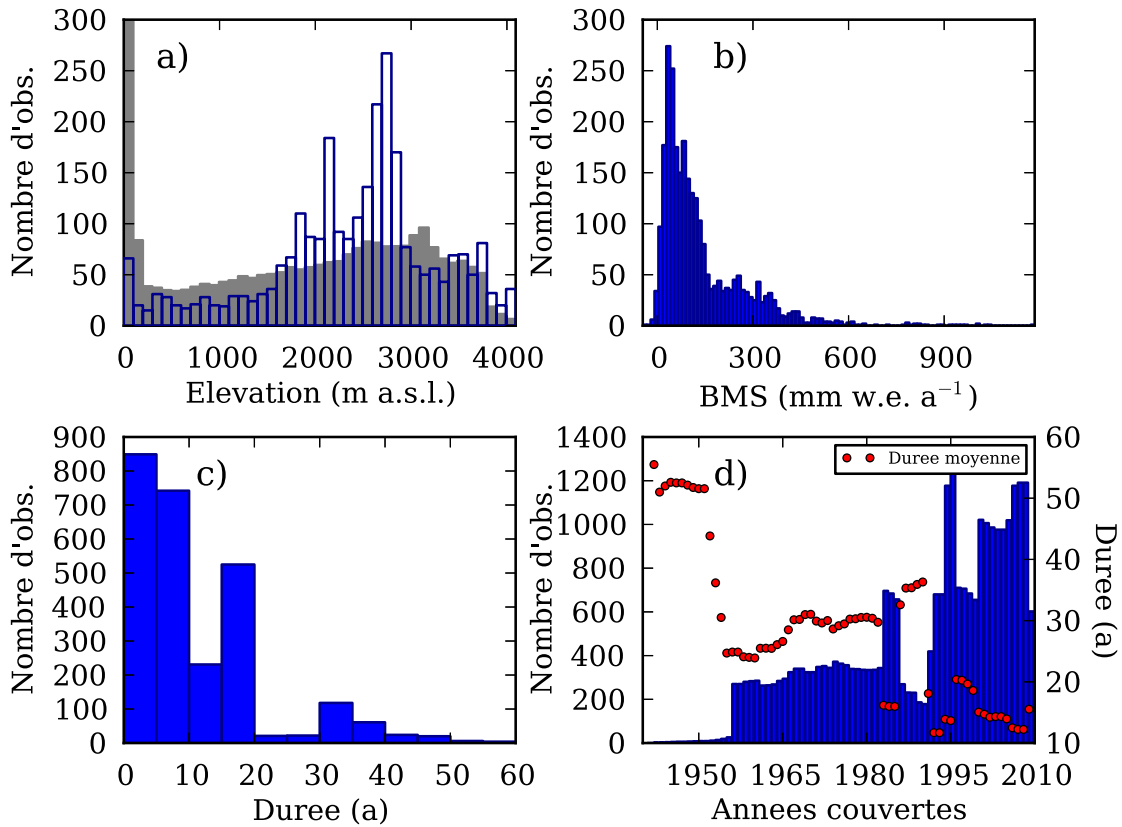 a)
Nombre d'obs.
300
250
200
150
100
50
0
0 1000 2000 3000 4000
Elevation (m a.s.l.)
b)
Nombre d'obs.
300
250
200
150
100
50
0
0 300 600 900
BMS (mm w.e. a⁻¹)
c)
Nombre d'obs.
900
800
700
600
500
400
300
200
100
0
0 10 20 30 40 50 60
Duree (a)
d)
Duree moyenne
Nombre d'obs.
1400
1200
1000
800
600
400
200
0
60
50
40
30
20
10
Duree (a)
1950 1965 1980 1995 2010
Annees couvertes